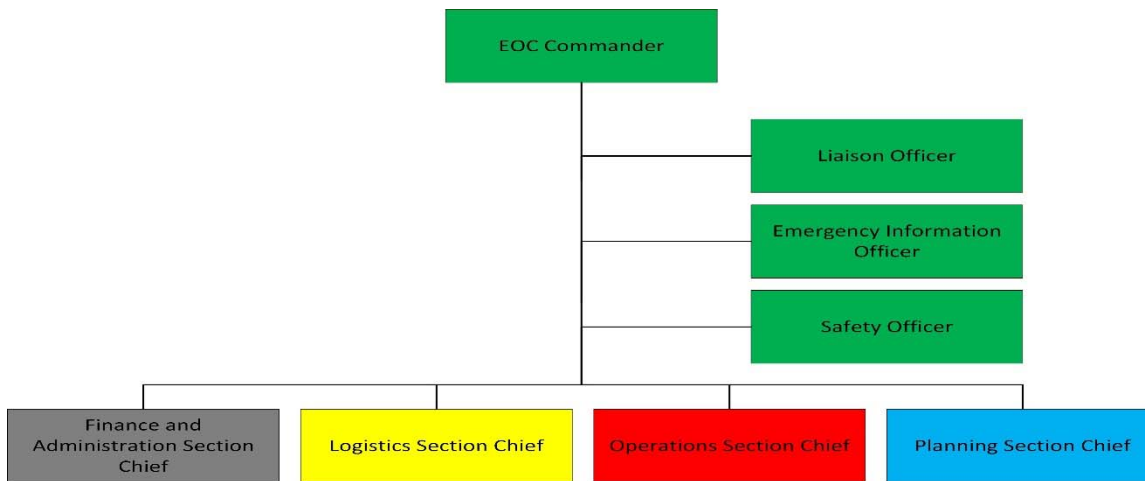 EOC Commander
Liaison Officer
Emergency Information
Officer
Safety Officer
Finance and
Administration Section
Chief
Logistics Section Chief
Operations Section Chief
Planning Section Chief